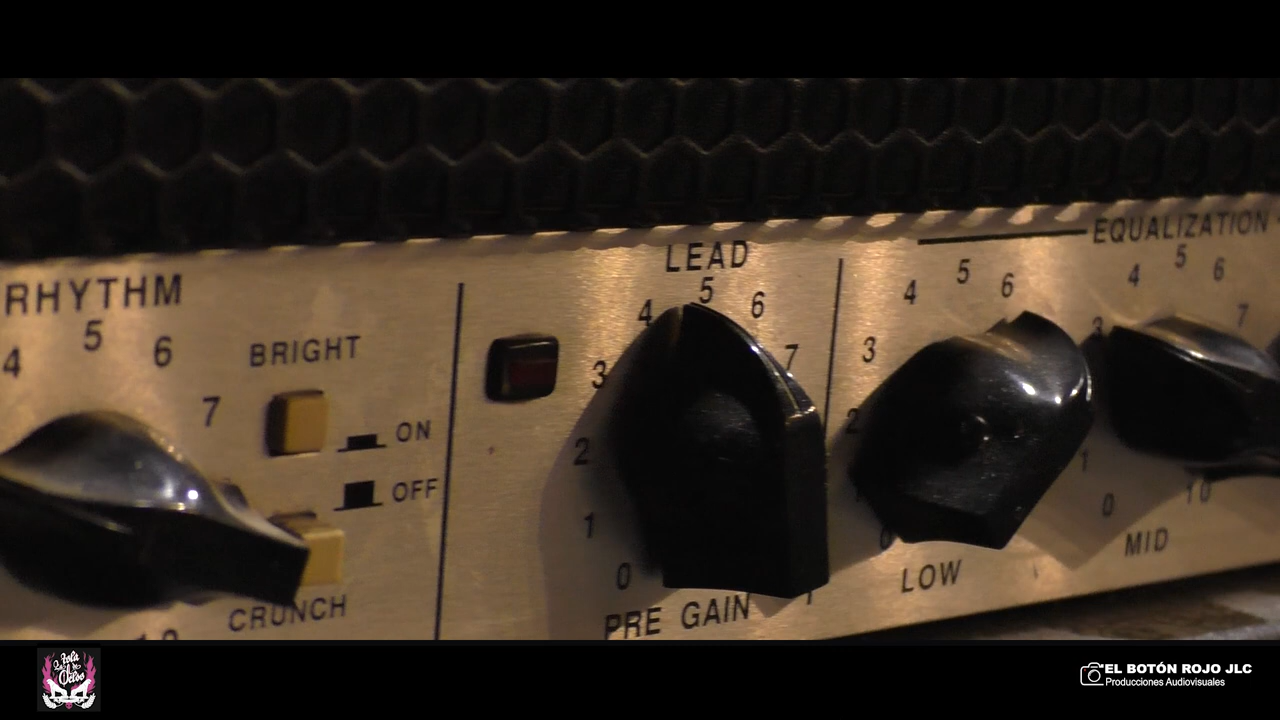 RHYTHM
4 5 6 7
BRIGHT
ON
OFF
CRUNCH
10
LEAD
0 1 2 3 4 5 6 7
PRE GAIN
EQUALIZATION
0 2 3 4 5 6
LOW
0 1 3 4 5 6 7 10
MID
"EL BOTÓN ROJO JLC
Producciones Audiovisuales